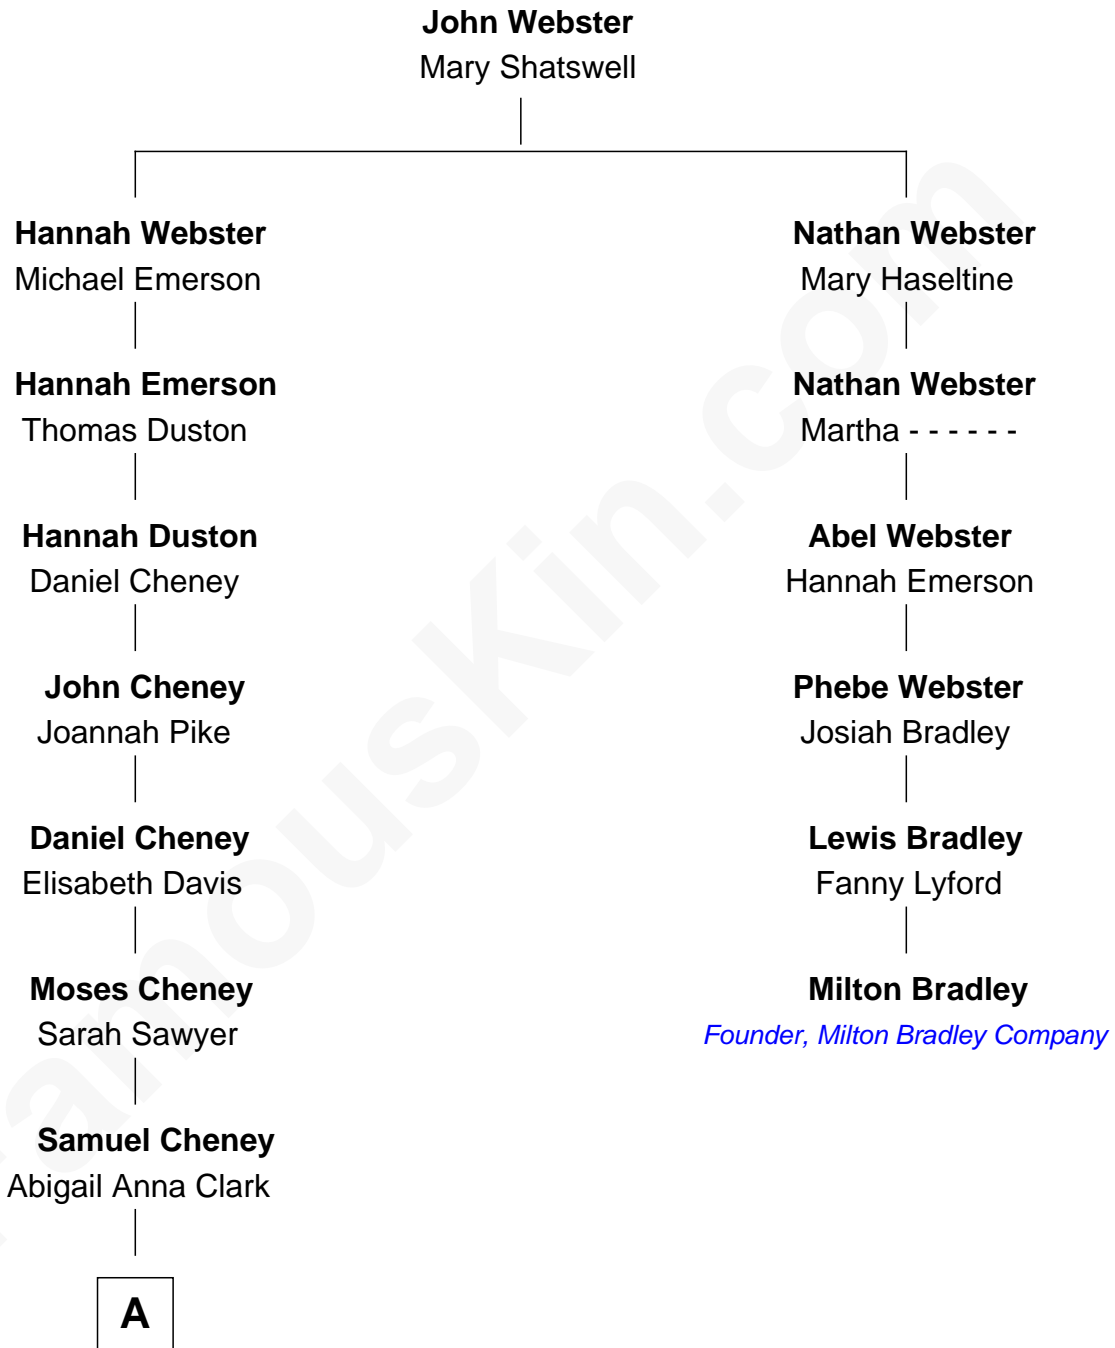 John Webster
Mary Shatswell
Hannah Webster
Michael Emerson
Nathan Webster
Mary Haseltine
Hannah Emerson
Thomas Duston
Nathan Webster
Martha - - - - - -
Hannah Duston
Daniel Cheney
Abel Webster
Hannah Emerson
John Cheney
Joannah Pike
Phebe Webster
Josiah Bradley
Daniel Cheney
Elisabeth Davis
Lewis Bradley
Fanny Lyford
Moses Cheney
Sarah Sawyer
Milton Bradley
Founder, Milton Bradley Company
Samuel Cheney
Abigail Anna Clark
A
FamousKin.com